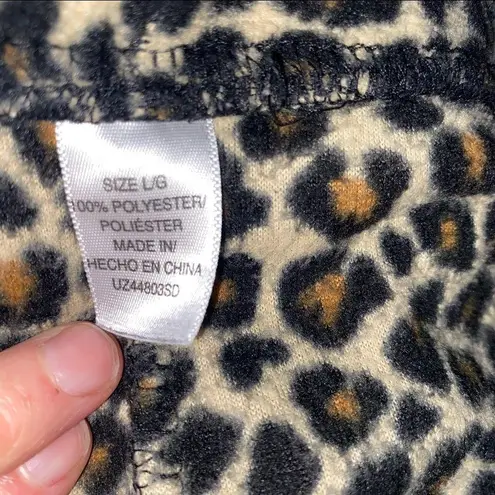 SIZE L/G
100% POLYESTER/
POLIÉSTER
MADE IN/
HECHO EN CHINA
UZ44803SD